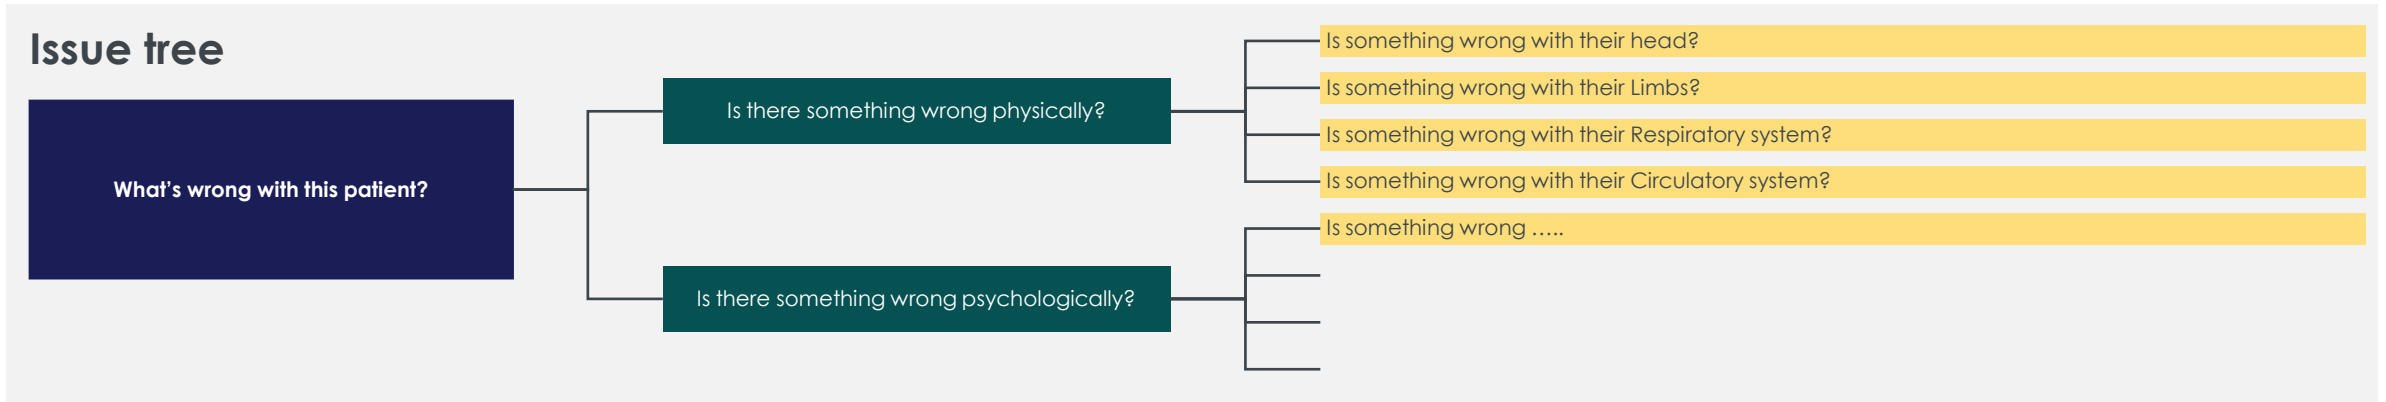 Issue tree
What's wrong with this patient?
Is there something wrong physically?
Is something wrong with their head?
Is something wrong with their Limbs?
Is something wrong with their Respiratory system?
Is something wrong with their Circulatory system?
Is there something wrong psychologically?
Is something wrong …..